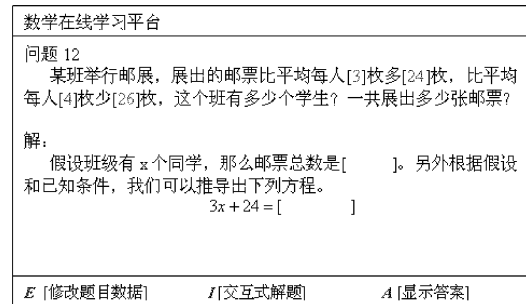 数学在线学习平台
问题 12
某班举行邮展，展出的邮票比平均每人[3]枚多[24]枚，比平均
每人[4]枚少[26]枚，这个班有多少个学生？一共展出多少张邮票？
解：
假设班级有 x 个同学，那么邮票总数是[ ]。另外根据假设
和已知条件，我们可以推导出下列方程。
3x + 24 = [ ]
E [修改题目数据] I [交互式解题] A [显示答案]